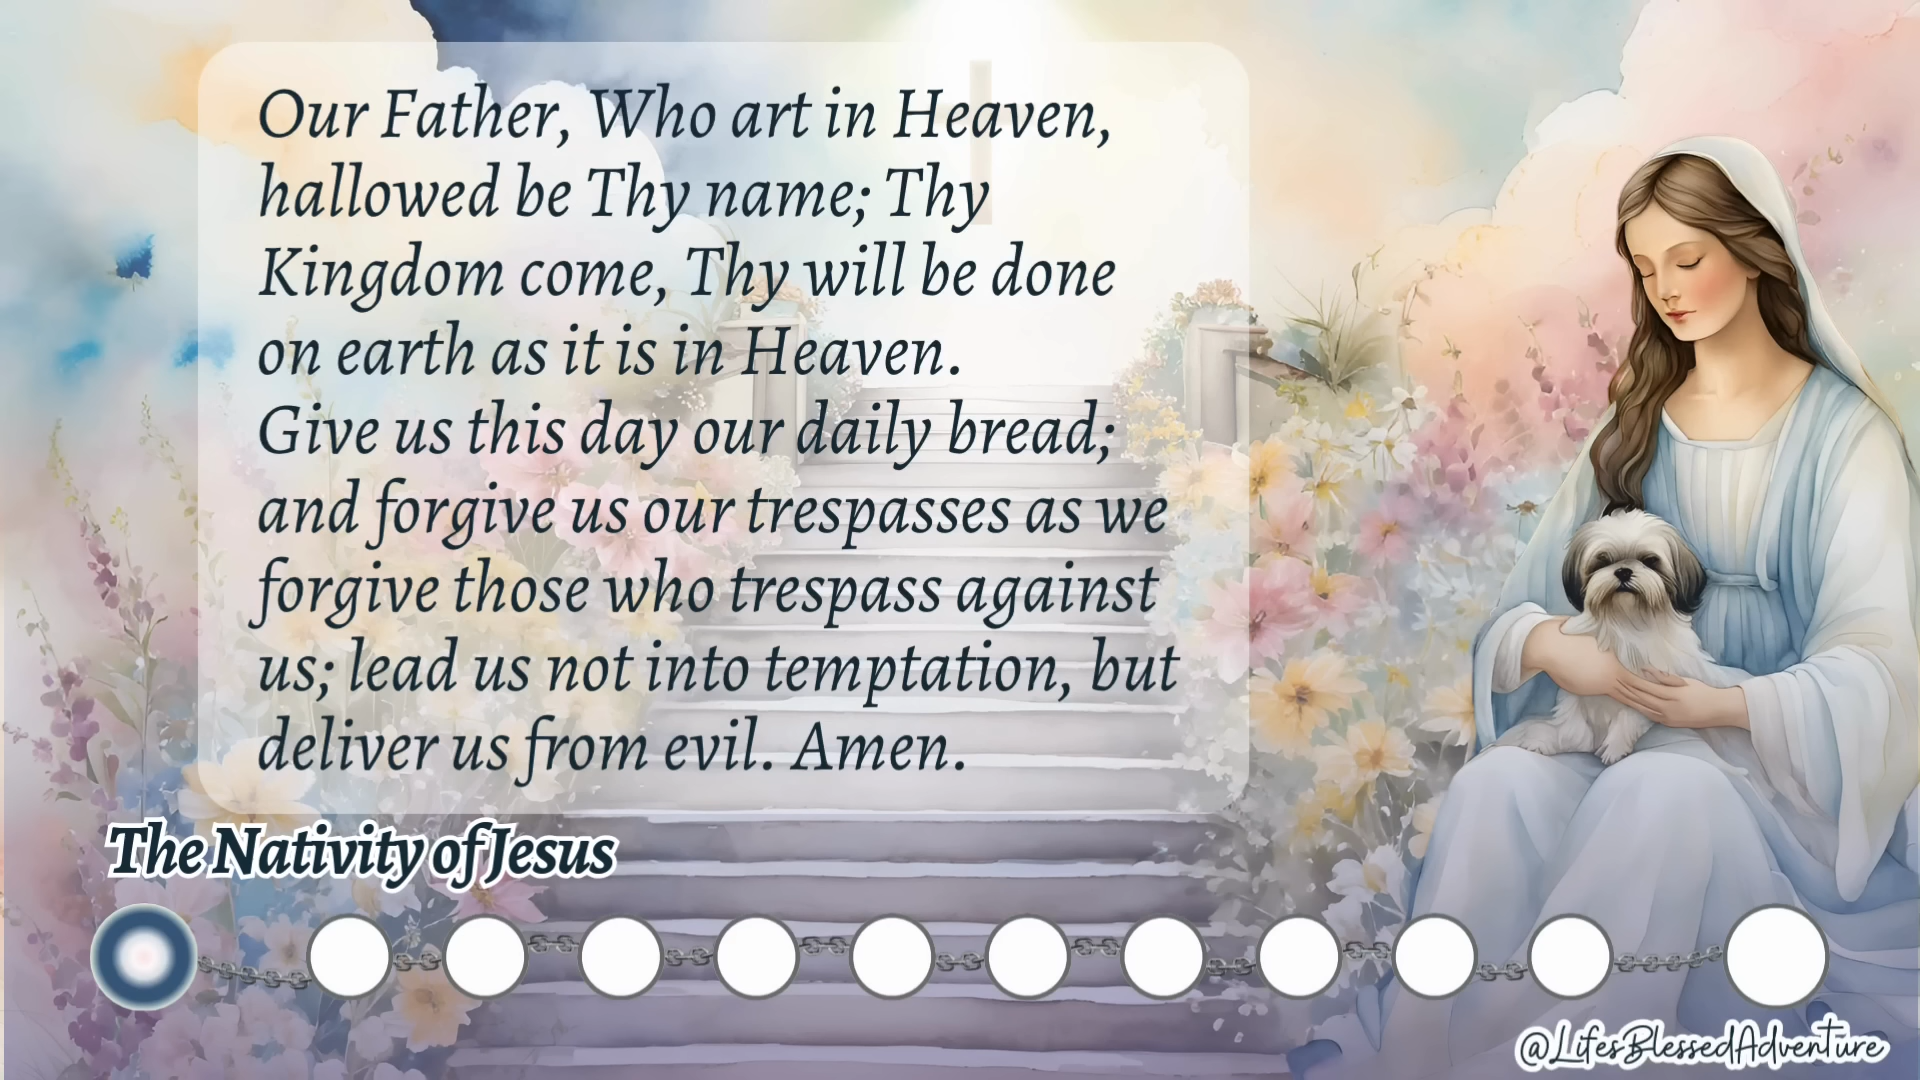 Our Father, Who art in Heaven,
hallowed be Thy name; Thy
Kingdom come, Thy will be done
on earth as it is in Heaven.
Give us this day our daily bread;
and forgive us our trespasses as we
forgive those who trespass against
us; lead us not into temptation, but
deliver us from evil. Amen.
The Nativity of Jesus
@LifesBlessedAdventure